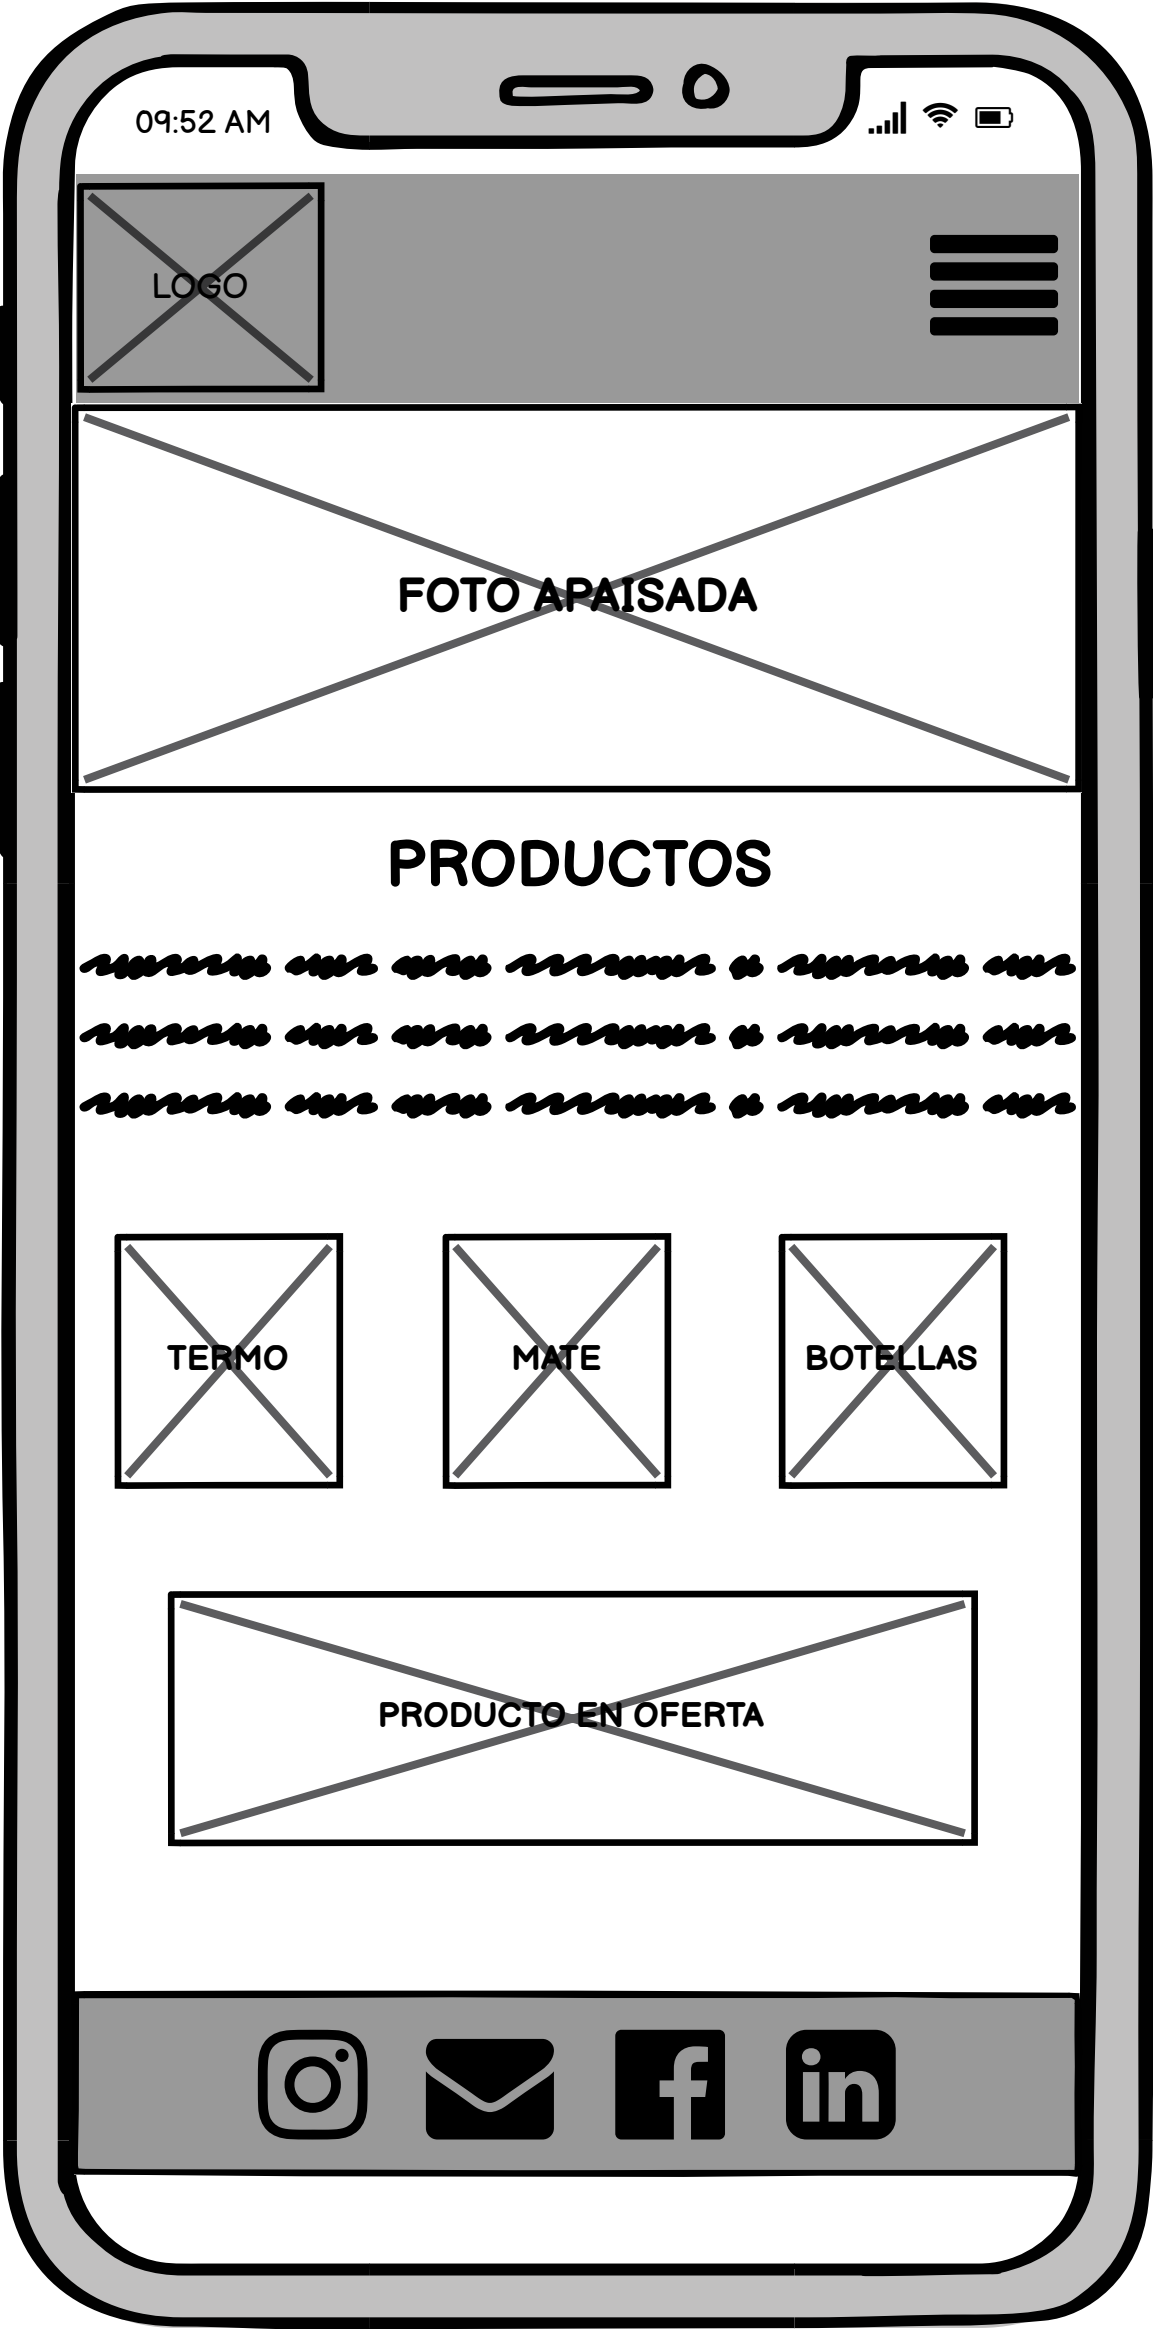 09:52 AM
LOGO
FOTO APAISADA
PRODUCTOS
TERMO
MATE
BOTELLAS
PRODUCTO EN OFERTA